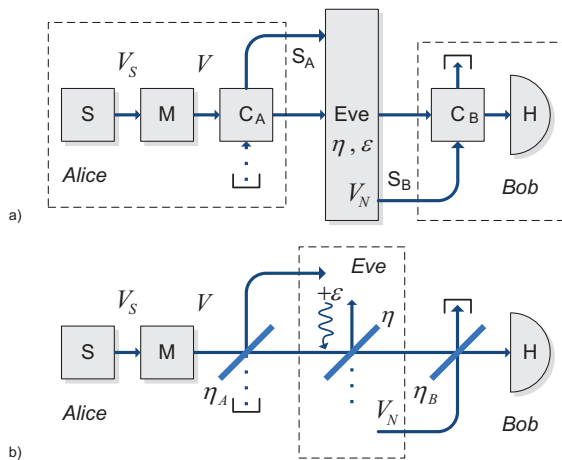 V_S V S_A
S M C_A Eve C_B H
η , ε
Alice V_N S_B Bob
a)
Eve
V_S V +ε η
S M H
Alice η_A V_N η_B Bob
b)